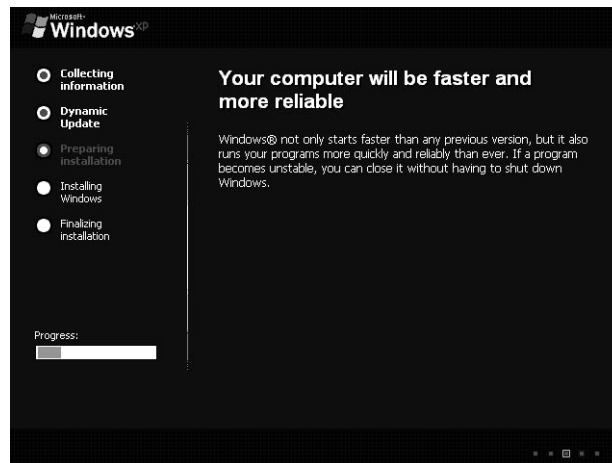 Microsoft®
Windows xp
Collecting
information
Dynamic
Update
Preparing
installation
Installing
Windows
Finalizing
installation
Progress:
Your computer will be faster and
more reliable
Windows® not only starts faster than any previous version, but it also
runs your programs more quickly and reliably than ever. If a program
becomes unstable, you can close it without having to shut down
Windows.